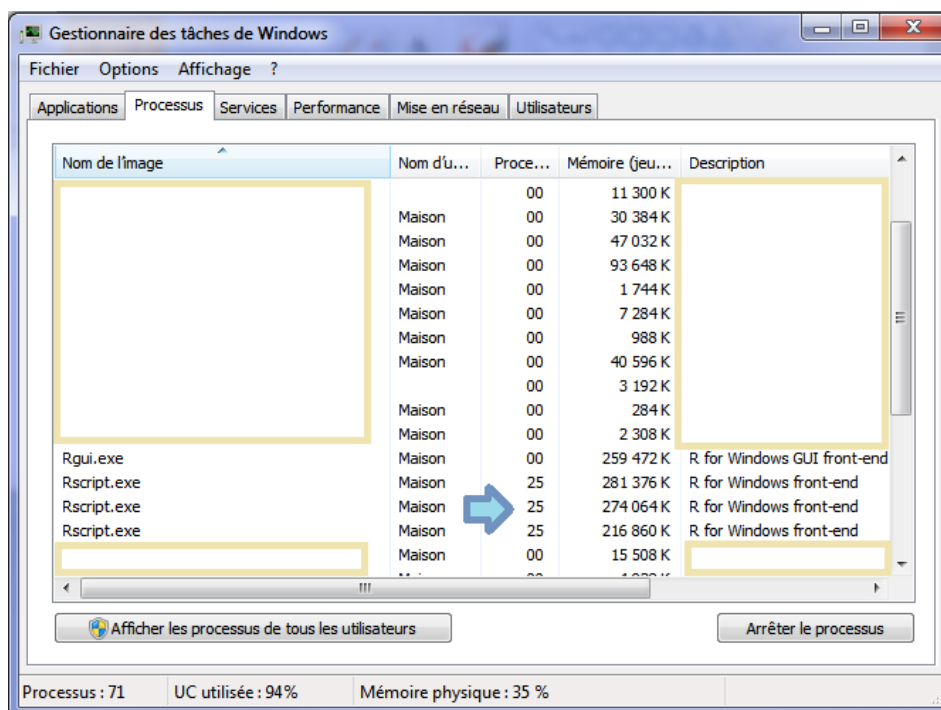 Gestionnaire des tâches de Windows
Fichier Options Affichage ?
Applications Processus Services Performance Mise en réseau Utilisateurs
Nom de l'image Nom d'u... Proce... Mémoire (jeu... Description
00 11 300 K
Maison 00 30 384 K
Maison 00 47 032 K
Maison 00 93 648 K
Maison 00 1 744 K
Maison 00 7 284 K
Maison 00 988 K
Maison 00 40 596 K
00 3 192 K
Maison 00 284 K
Maison 00 2 308 K
Rgui.exe Maison 00 259 472 K R for Windows GUI front-end
Rscript.exe Maison 25 281 376 K R for Windows front-end
Rscript.exe Maison 25 274 064 K R for Windows front-end
Rscript.exe Maison 25 216 860 K R for Windows front-end
Maison 00 15 508 K
Afficher les processus de tous les utilisateurs Arrêter le processus
Processus : 71 UC utilisée : 94% Mémoire physique : 35 %